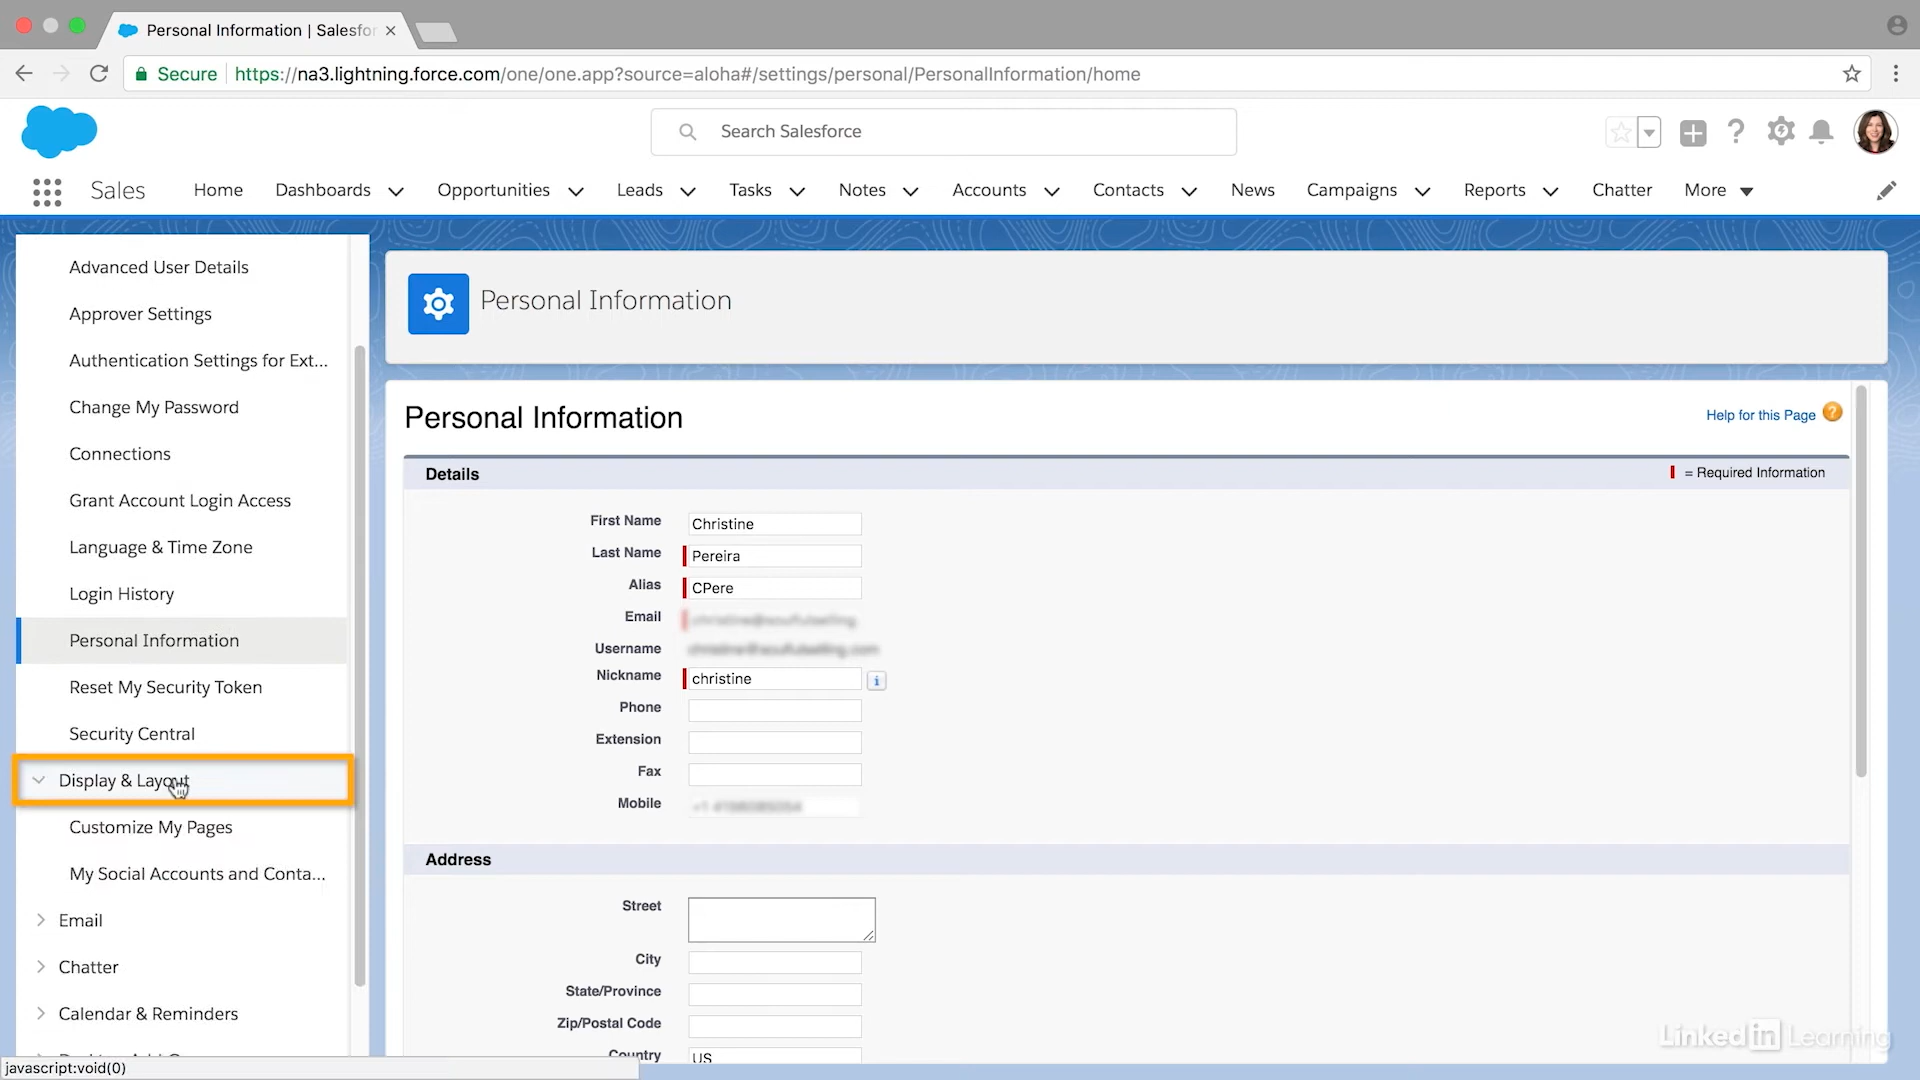 Personal Information | Salesfor
Secure
https://na3.lightning.force.com/one/one.app?source=aloha#/settings/personal/PersonalInformation/home
Search Salesforce
Sales
Home
Dashboards
Opportunities
Leads
Tasks
Notes
Accounts
Contacts
News
Campaigns
Reports
Chatter
More
Advanced User Details
Approver Settings
Authentication Settings for Ext...
Change My Password
Connections
Grant Account Login Access
Language & Time Zone
Login History
Personal Information
Reset My Security Token
Security Central
Display & Layout
Customize My Pages
My Social Accounts and Conta...
Email
Chatter
Calendar & Reminders
javascript:void(0)
Personal Information
Personal Information
Help for this Page
Details
= Required Information
First Name Christine
Last Name Pereira
Alias CPere
Email
Username
Nickname christine
Phone
Extension
Fax
Mobile
Address
Street
City
State/Province
Zip/Postal Code
Country US
LinkedIn Learning